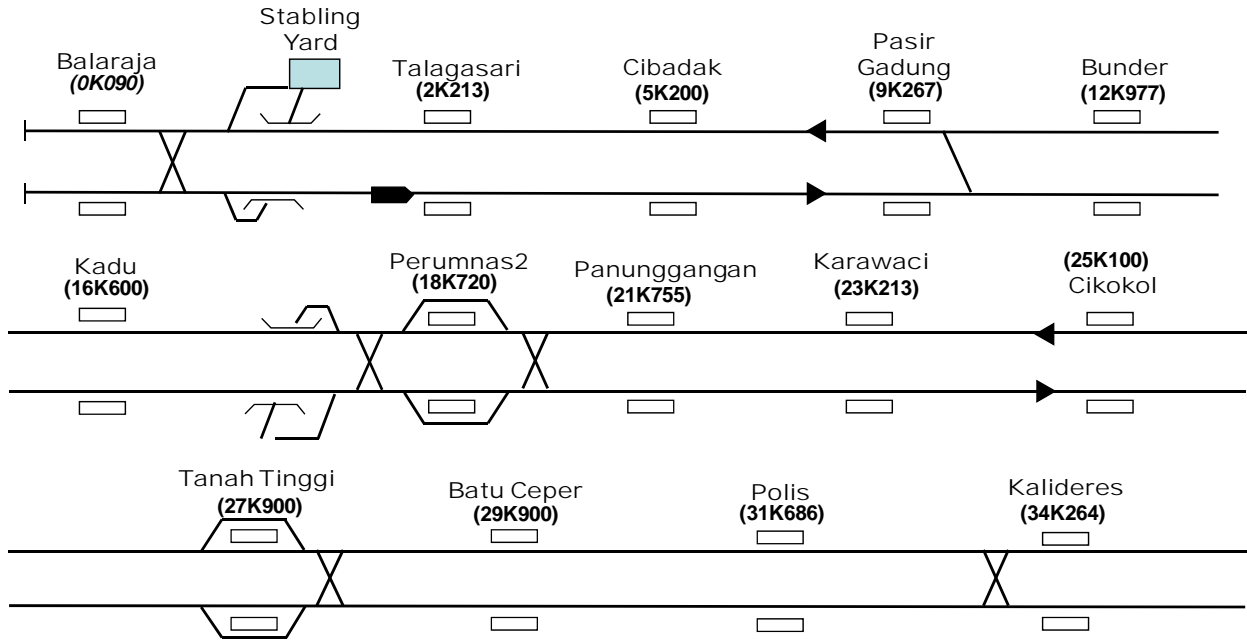 Stabling
Yard
Balaraja
(0K090)
Talagasari
(2K213)
Cibadak
(5K200)
Pasir
Gadung
(9K267)
Bunder
(12K977)
Kadu
(16K600)
Perumnas2
(18K720)
Panunggangan
(21K755)
Karawaci
(23K213)
(25K100)
Cikokol
Tanah Tinggi
(27K900)
Batu Ceper
(29K900)
Polis
(31K686)
Kalideres
(34K264)